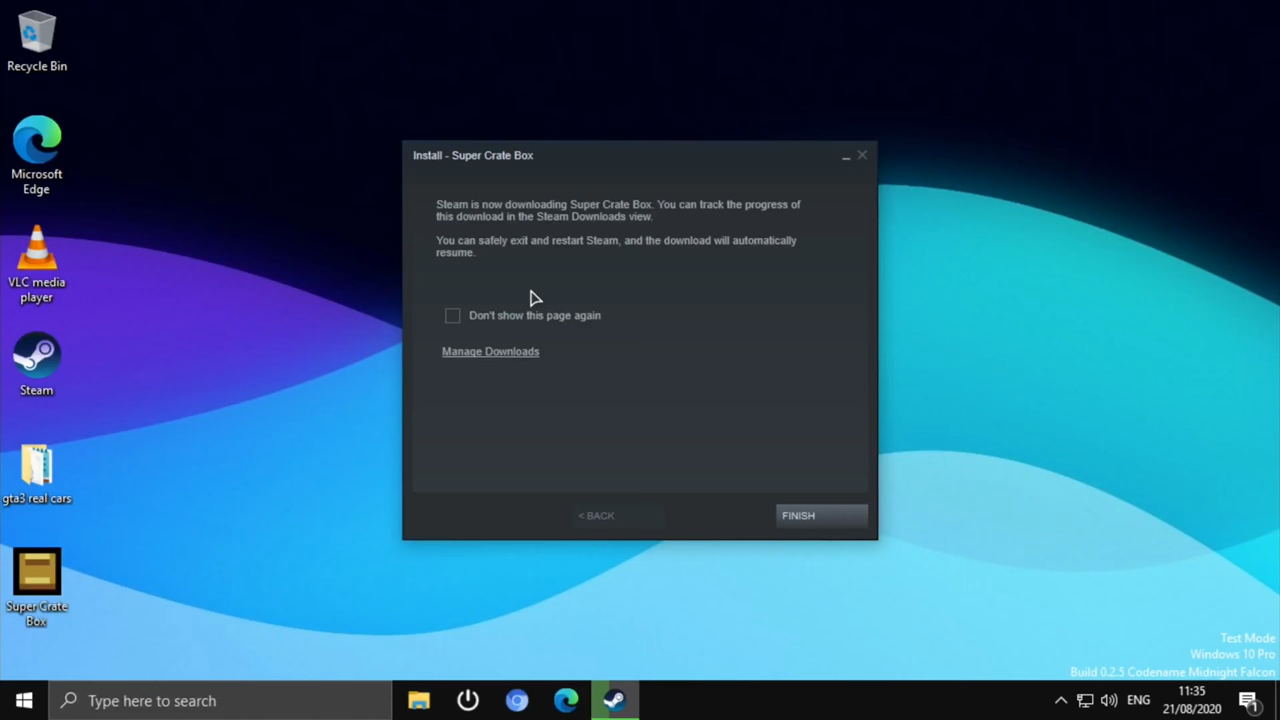 Recycle Bin
Microsoft
Edge
VLC media
player
Steam
gta3 real cars
Super Crate
Box
Install - Super Crate Box
Steam is now downloading Super Crate Box. You can track the progress of
this download in the Steam Downloads view.
You can safely exit and restart Steam, and the download will automatically
resume.
Don't show this page again
Manage Downloads
< BACK
FINISH
Test Mode
Windows 10 Pro
Build 0.2.5 Codename Midnight Falcon
Type here to search
ENG
11:35
21/08/2020
1